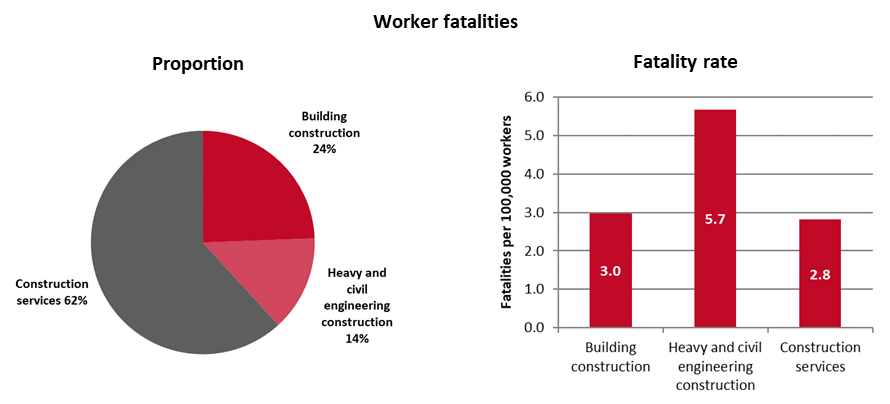 Worker fatalities
Proportion
Building
construction
24%
Construction
services 62%
Heavy and
civil
engineering
construction
14%
Fatality rate
Fatalities per 100,000 workers
6.0
5.0
4.0
3.0
2.0
1.0
0.0
3.0
5.7
2.8
Building
construction
Heavy and civil
engineering
construction
Construction
services